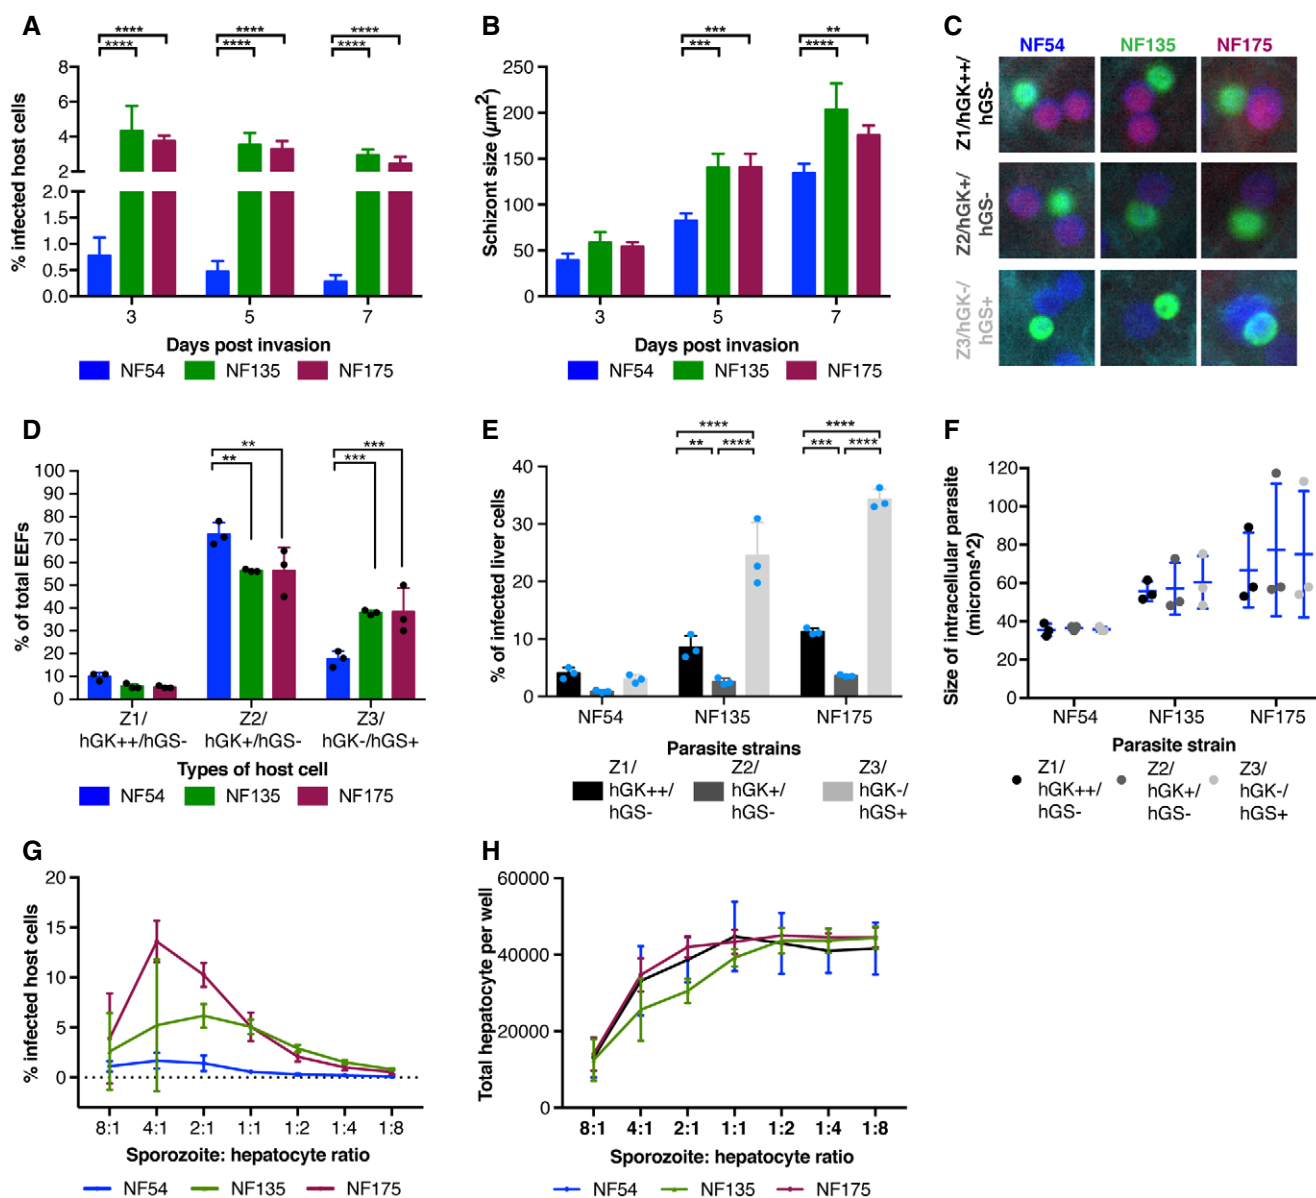 A
**** 
**** 
**** 
**** 
**** 
**** 
% infected host cells
8
6
4
2
2.0
1.5
1.0
0.5
0.0
3 5 7
Days post invasion
NF54 NF135 NF175
B
*** 
*** 
** 
**** 
Schizont size (µm2)
250
200
150
100
50
0
3 5 7
Days post invasion
NF54 NF135 NF175
C
NF54 NF135 NF175
Z1/hGK++/
hGS-
Z2/hGK+/
hGS-
Z3/hGK-/
hGS+
D
** 
** 
*** 
*** 
% of total EEFs
100
90
80
70
60
50
40
30
20
10
0
Z1/ Z2/ Z3/
hGK++/hGS- hGK+/hGS- hGK-/hGS+
Types of host cell
NF54 NF135 NF175
E
**** 
** **** 
**** 
*** **** 
% of infected liver cells
40
30
20
10
0
NF54 NF135 NF175
Parasite strains
Z1/ Z2/ Z3/
hGK++/ hGK+/ hGK-/
hGS- hGS- hGS+
F
Size of intracellular parasite
(microns^2)
120
100
80
60
40
20
0
NF54 NF135 NF175
Parasite strain
Z1/ Z2/ Z3/
hGK++/ hGK+/ hGK-/
hGS- hGS- hGS+
G
% infected host cells
20
15
10
5
0
8:1 4:1 2:1 1:1 1:2 1:4 1:8
Sporozoite: hepatocyte ratio
NF54 NF135 NF175
H
Total hepatocyte per well
60000
40000
20000
0
8:1 4:1 2:1 1:1 1:2 1:4 1:8
Sporozoite: hepatocyte ratio
NF54 NF135 NF175